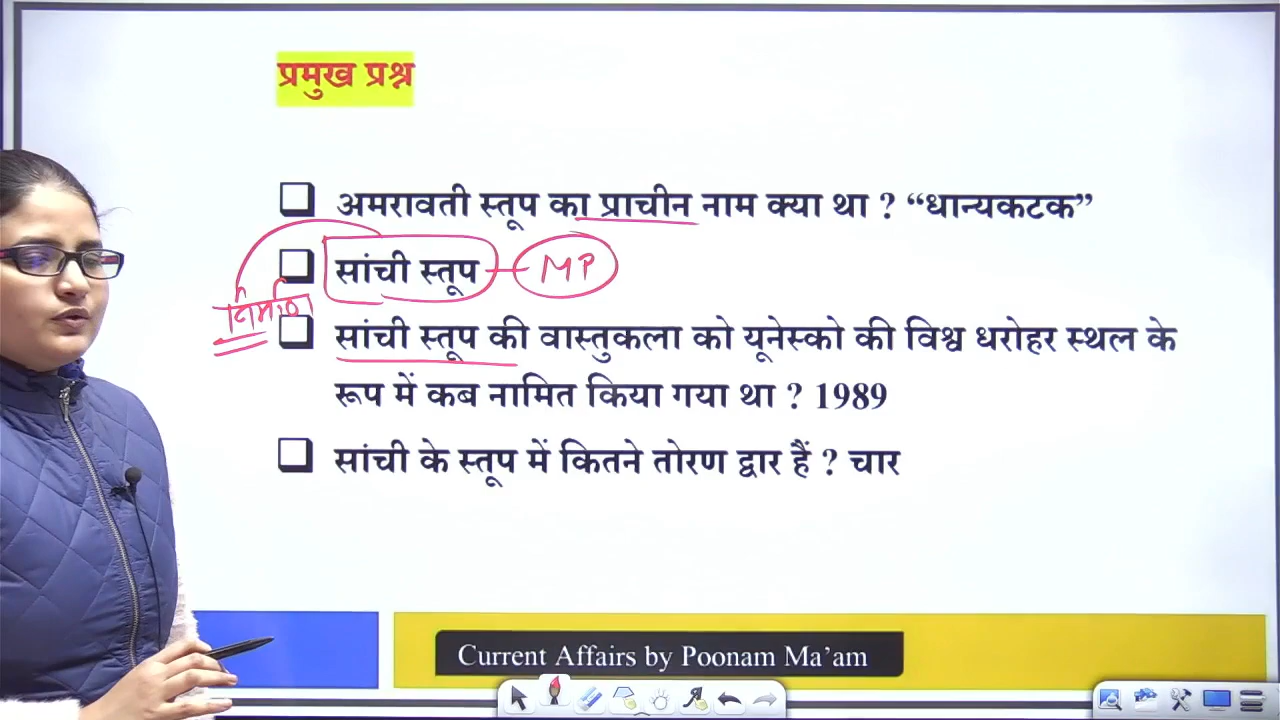 प्रमुख प्रश्न
अमरावती स्तूप का प्राचीन नाम क्या था ? “धान्यकटक”
सांची स्तूप MP
निर्माण
सांची स्तूप की वास्तुकला को यूनेस्को की विश्व धरोहर स्थल के
रूप में कब नामित किया गया था ? 1989
सांची के स्तूप में कितने तोरण द्वार हैं ? चार
Current Affairs by Poonam Ma’am